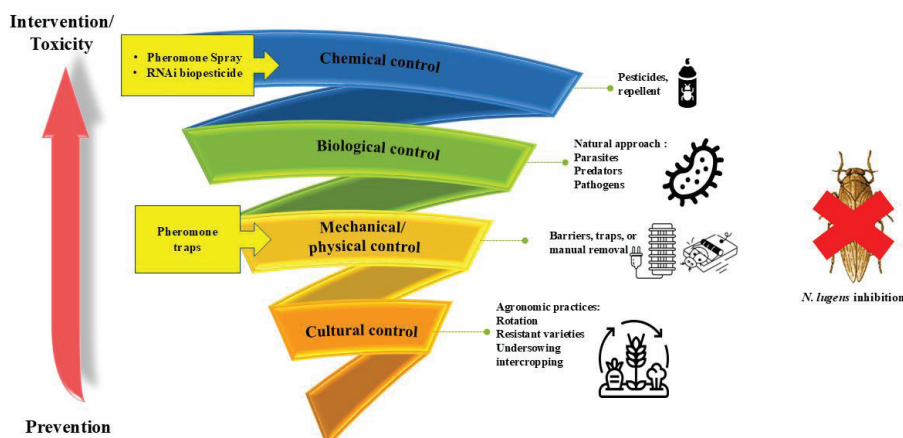 Intervention/
Toxicity
• Pheromone Spray
• RNAi biopesticide
Chemical control
Pesticides,
repellent
Biological control
Natural approach :
Parasites
Predators
Pathogens
Pheromone
traps
Mechanical/
physical control
Barriers, traps, or
manual removal
N. lugens inhibition
Cultural control
Agronomic practices:
Rotation
Resistant varieties
Undersowing
intercropping
Prevention